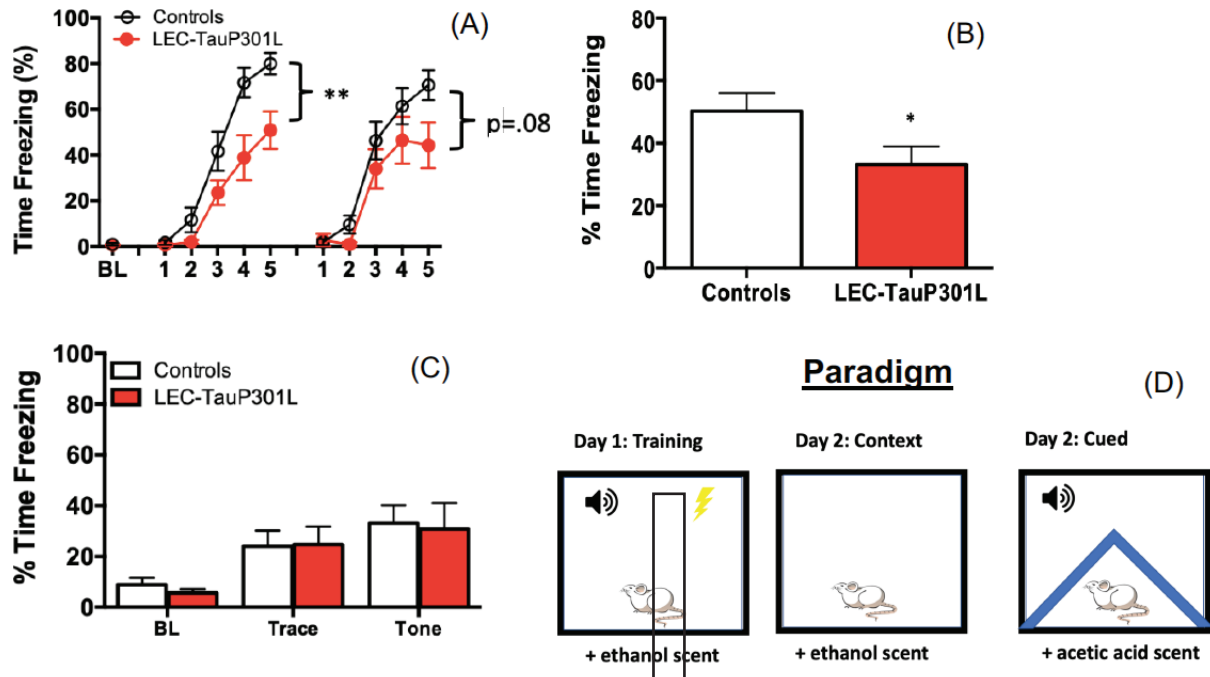 (A)
Controls
LEC-TauP301L
Time Freezing (%)
100
80
60
40
20
0
**
p=.08
BL 1 2 3 4 5 1 2 3 4 5
(B)
% Time Freezing
80
60
40
20
0
*
Controls LEC-TauP301L
(C)
Controls
LEC-TauP301L
% Time Freezing
100
80
60
40
20
0
BL Trace Tone
Paradigm
(D)
Day 1: Training
Day 2: Context
Day 2: Cued
+ ethanol scent
+ ethanol scent
+ acetic acid scent